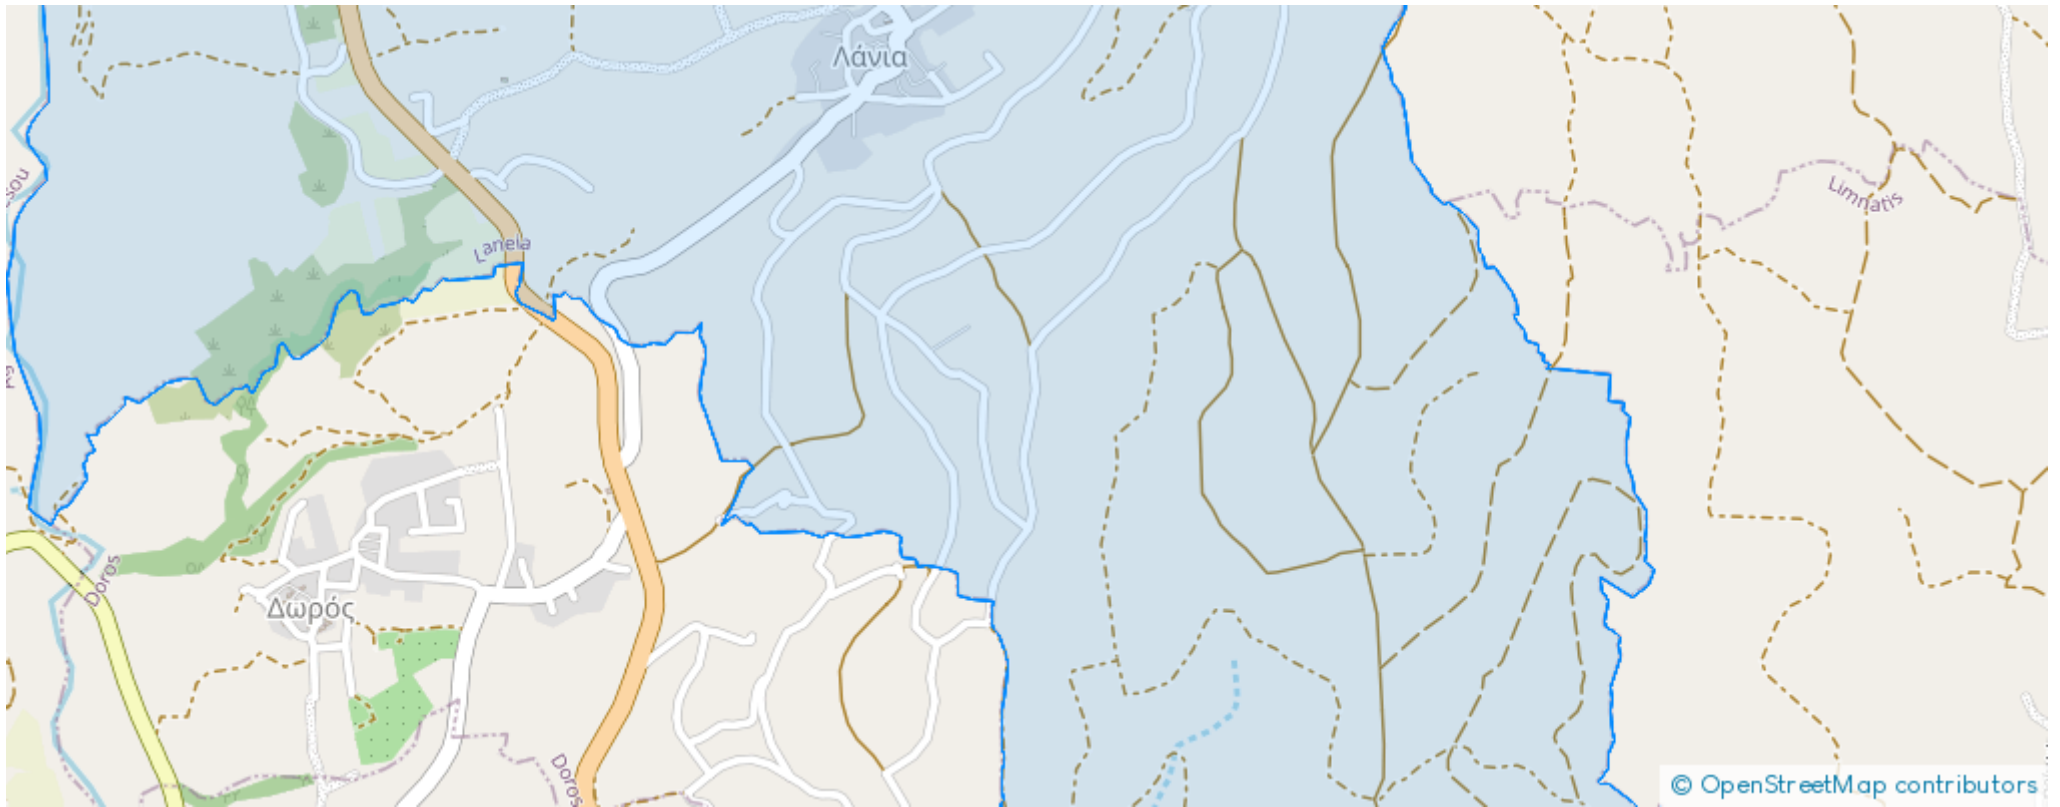 Λάνια
Limnatis
Lanela
Doros
Δωρός
Doros
© OpenStreetMap contributors